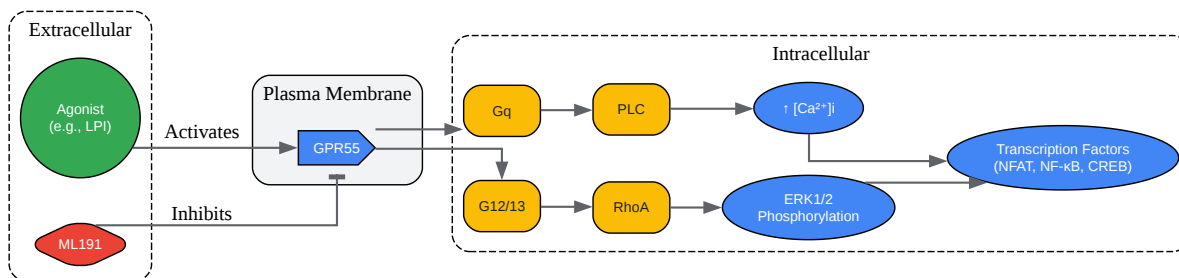 Extracellular
Agonist
(e.g., LPI)
ML191
Activates
Inhibits
Plasma Membrane
GPR55
Intracellular
Gq
PLC
↑ [Ca²⁺]i
G12/13
RhoA
ERK1/2
Phosphorylation
Transcription Factors
(NFAT, NF-κB, CREB)